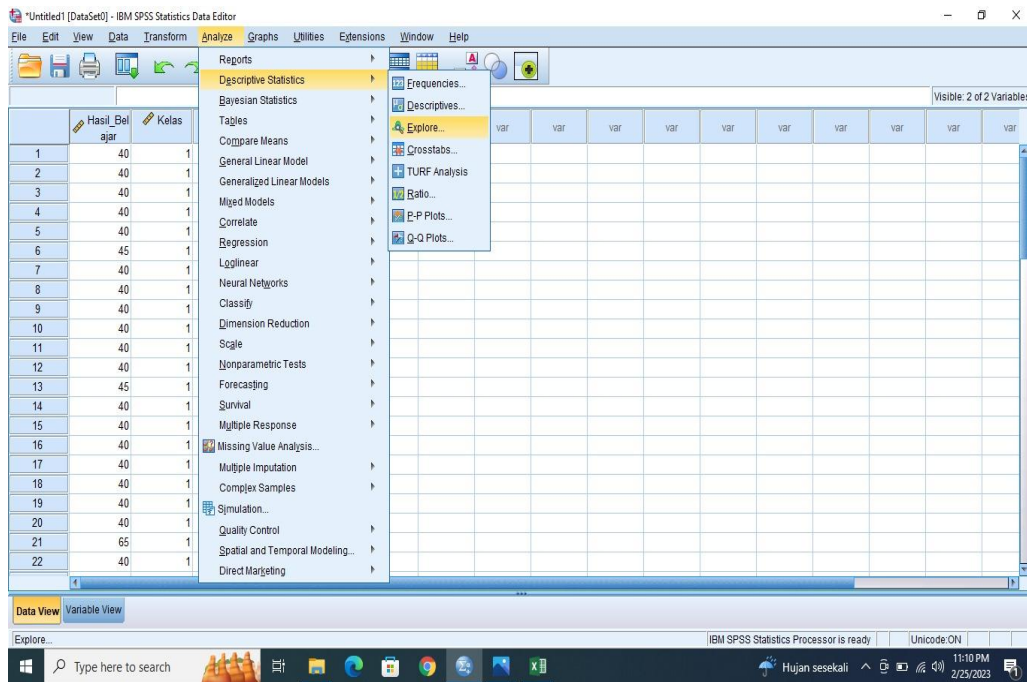 *Untitled1 [DataSet0] - IBM SPSS Statistics Data Editor
File Edit View Data Transform Analyze Graphs Utilities Extensions Window Help
Visible: 2 of 2 Variables
Reports
Descriptive Statistics
Bayesian Statistics
Tables
Compare Means
General Linear Model
Generalized Linear Models
Mixed Models
Correlate
Regression
Loglinear
Neural Networks
Classify
Dimension Reduction
Scale
Nonparametric Tests
Forecasting
Survival
Multiple Response
Missing Value Analysis...
Multiple Imputation
Complex Samples
Simulation...
Quality Control
Spatial and Temporal Modeling...
Direct Marketing
Frequencies...
Descriptives...
Explore...
Crosstabs...
TURF Analysis
Ratio...
P-P Plots...
Q-Q Plots...
Hasil_Bel
ajar Kelas var var var var var var var var var var
1 40 1
2 40 1
3 40 1
4 40 1
5 40 1
6 45 1
7 40 1
8 40 1
9 40 1
10 40 1
11 40 1
12 40 1
13 45 1
14 40 1
15 40 1
16 40 1
17 40 1
18 40 1
19 40 1
20 40 1
21 65 1
22 40 1
Data View Variable View
Explore... IBM SPSS Statistics Processor is ready Unicode:ON
Type here to search Hujan sesekali 11:10 PM
2/25/2023